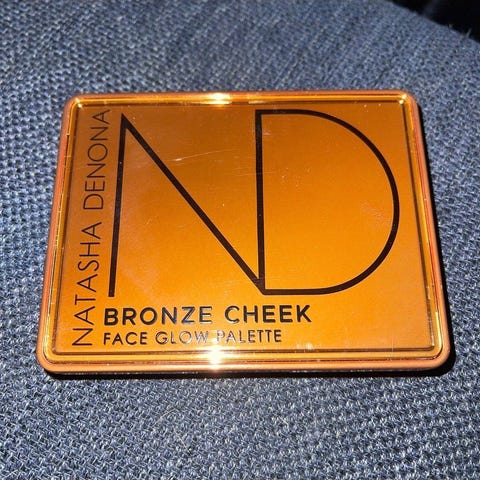 NATASHA DENONA
ND
BRONZE CHEEK
FACE GLOW PALETTE